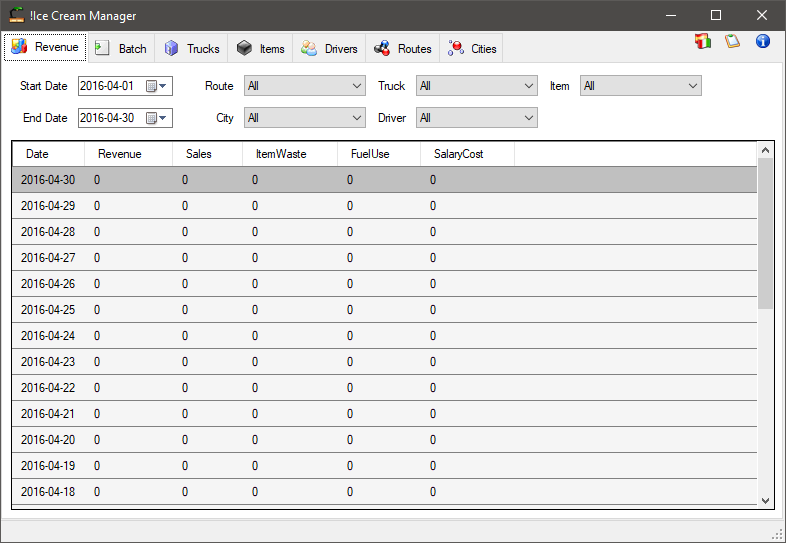 !Ice Cream Manager
Revenue Batch Trucks Items Drivers Routes Cities
Start Date 2016-04-01 Route All Truck All Item All
End Date 2016-04-30 City All Driver All
Date Revenue Sales ItemWaste FuelUse SalaryCost
2016-04-30 0 0 0 0 0
2016-04-29 0 0 0 0 0
2016-04-28 0 0 0 0 0
2016-04-27 0 0 0 0 0
2016-04-26 0 0 0 0 0
2016-04-25 0 0 0 0 0
2016-04-24 0 0 0 0 0
2016-04-23 0 0 0 0 0
2016-04-22 0 0 0 0 0
2016-04-21 0 0 0 0 0
2016-04-20 0 0 0 0 0
2016-04-19 0 0 0 0 0
2016-04-18 0 0 0 0 0